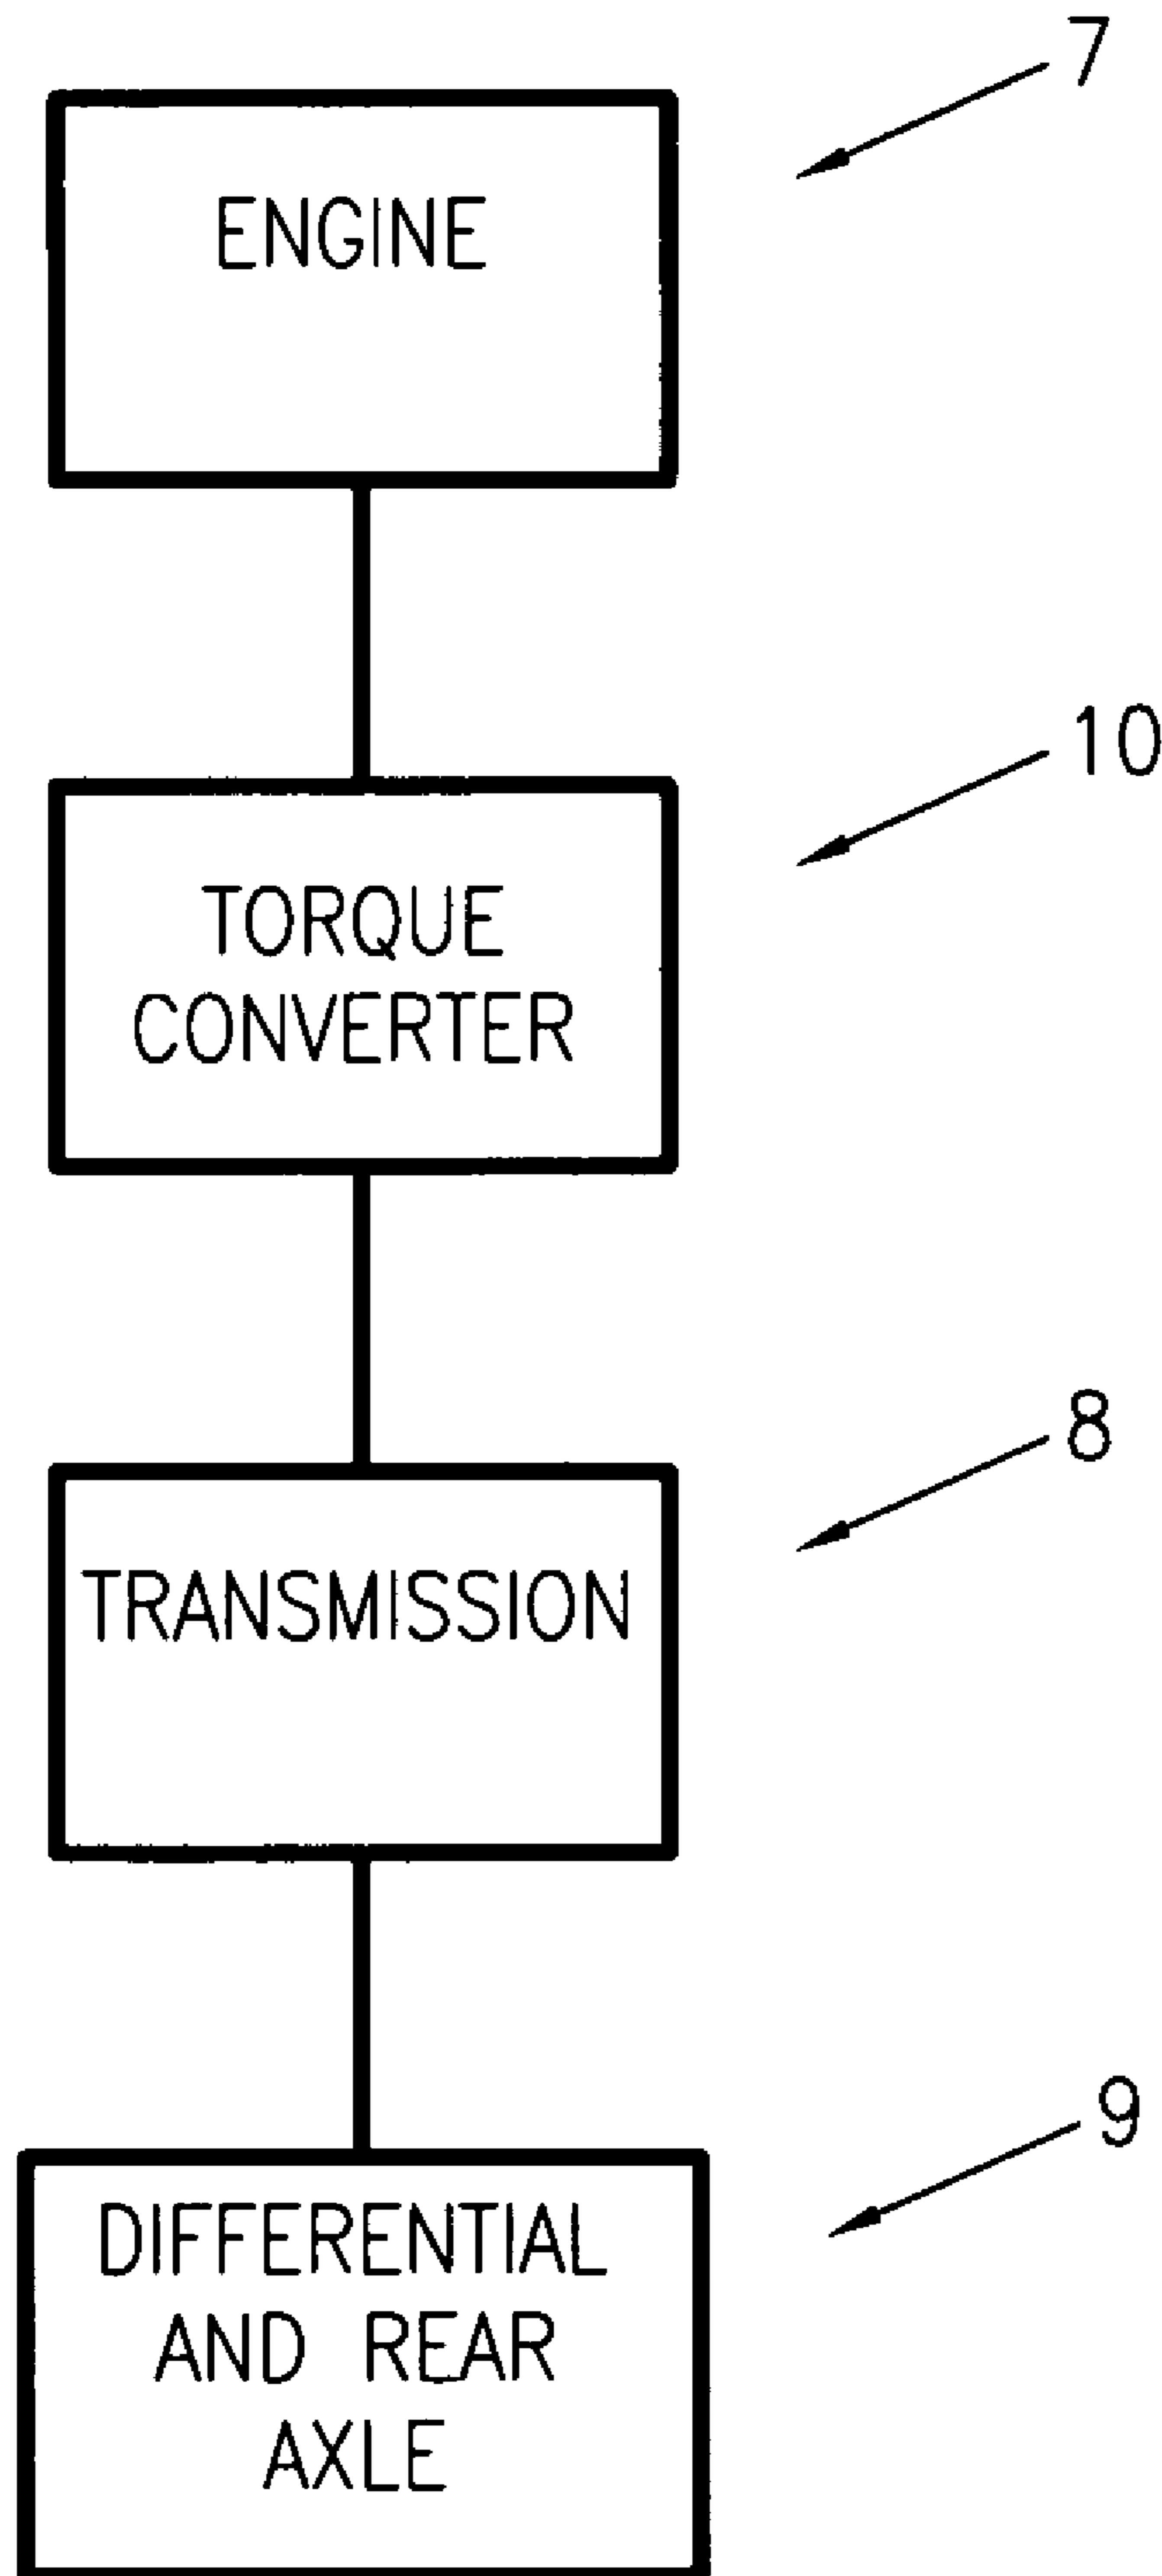 7
ENGINE
10
TORQUE
CONVERTER
8
TRANSMISSION
9
DIFFERENTIAL
AND REAR
AXLE